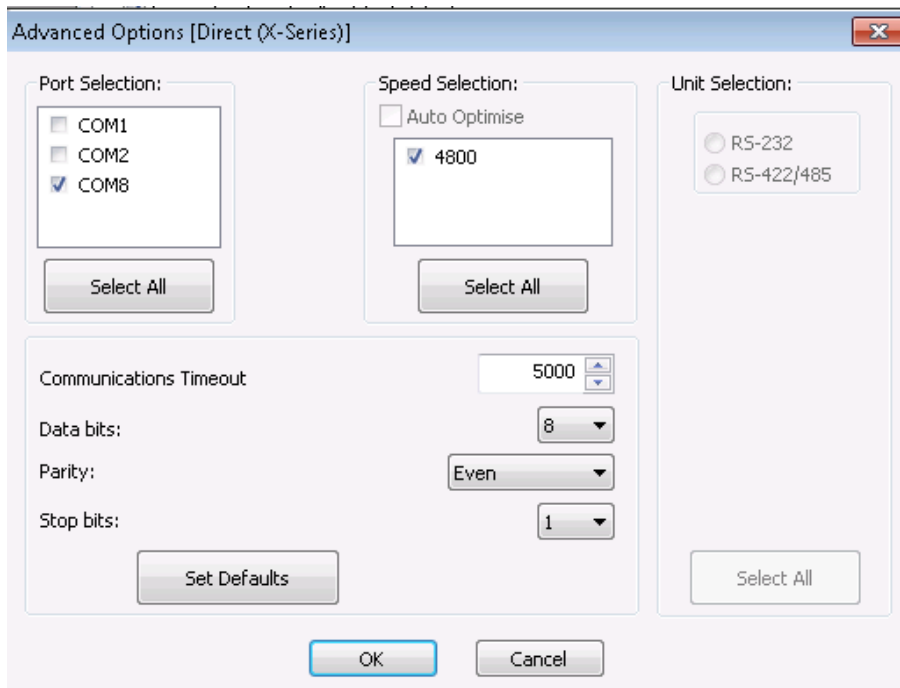 Advanced Options [Direct (X-Series)]
Port Selection:
COM1
COM2
COM8
Select All
Speed Selection:
Auto Optimise
4800
Select All
Unit Selection:
RS-232
RS-422/485
Select All
Communications Timeout 5000
Data bits: 8
Parity: Even
Stop bits: 1
Set Defaults
OK Cancel